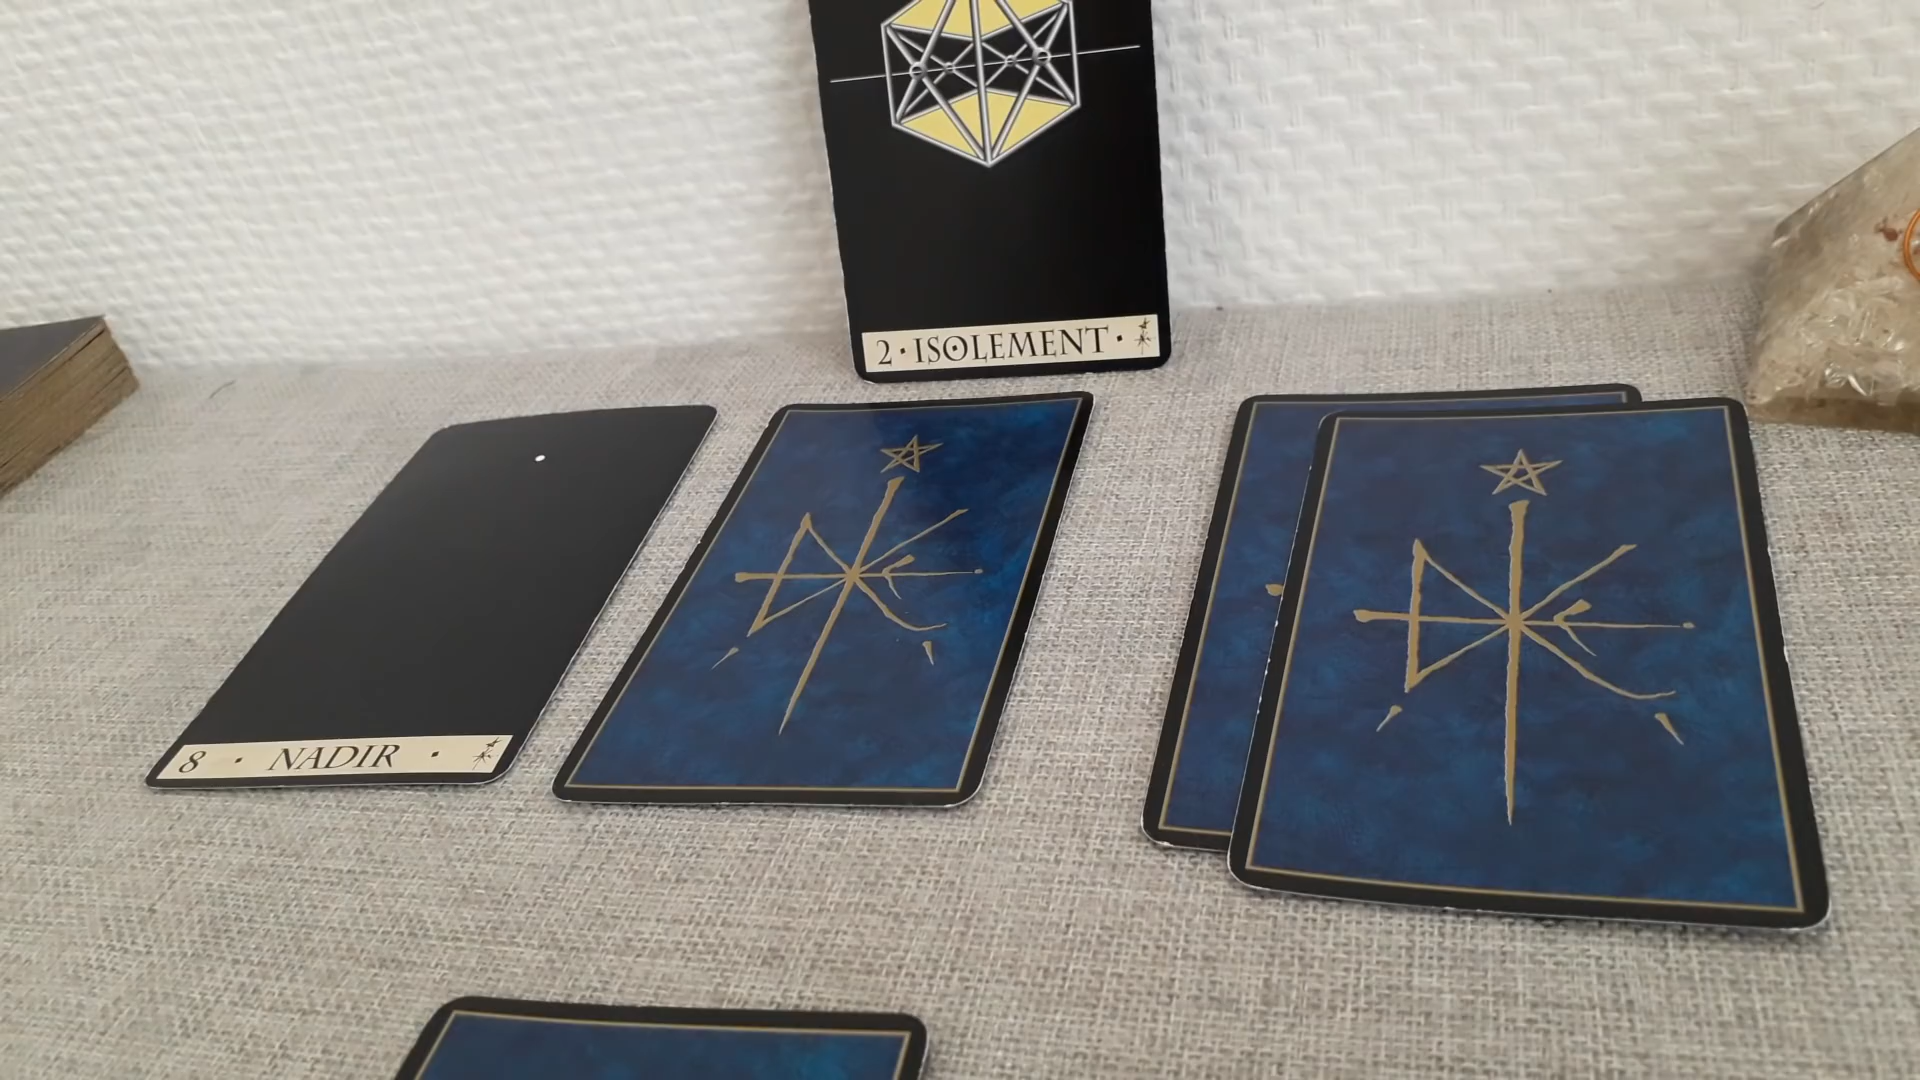 2 · ISOLEMENT ·
8 · NADIR ·